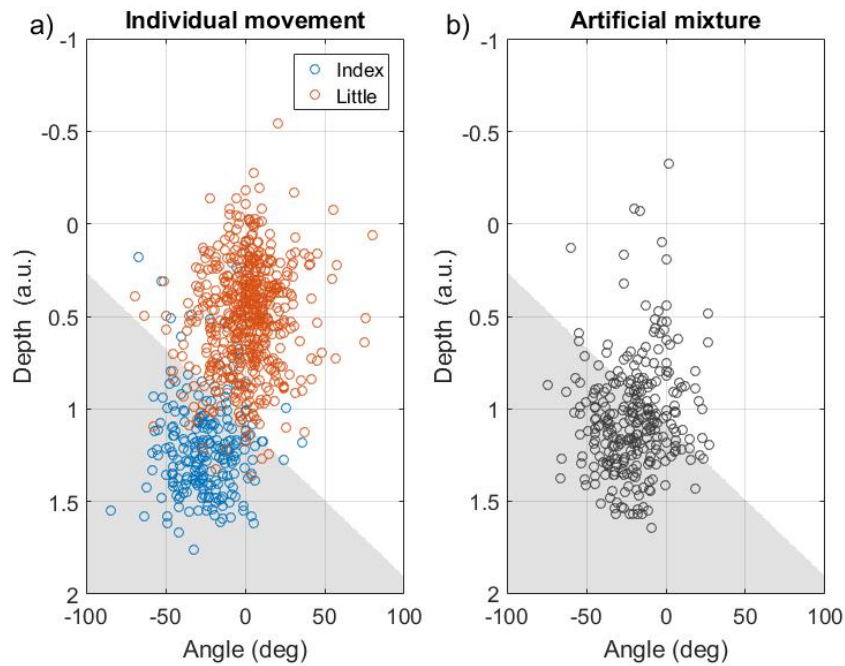 a) Individual movement
b) Artificial mixture
Index
Little
-1
-0.5
0
0.5
1
1.5
2
Depth (a.u.)
-100 -50 0 50 100
Angle (deg)
-1
-0.5
0
0.5
1
1.5
2
Depth (a.u.)
-100 -50 0 50 100
Angle (deg)